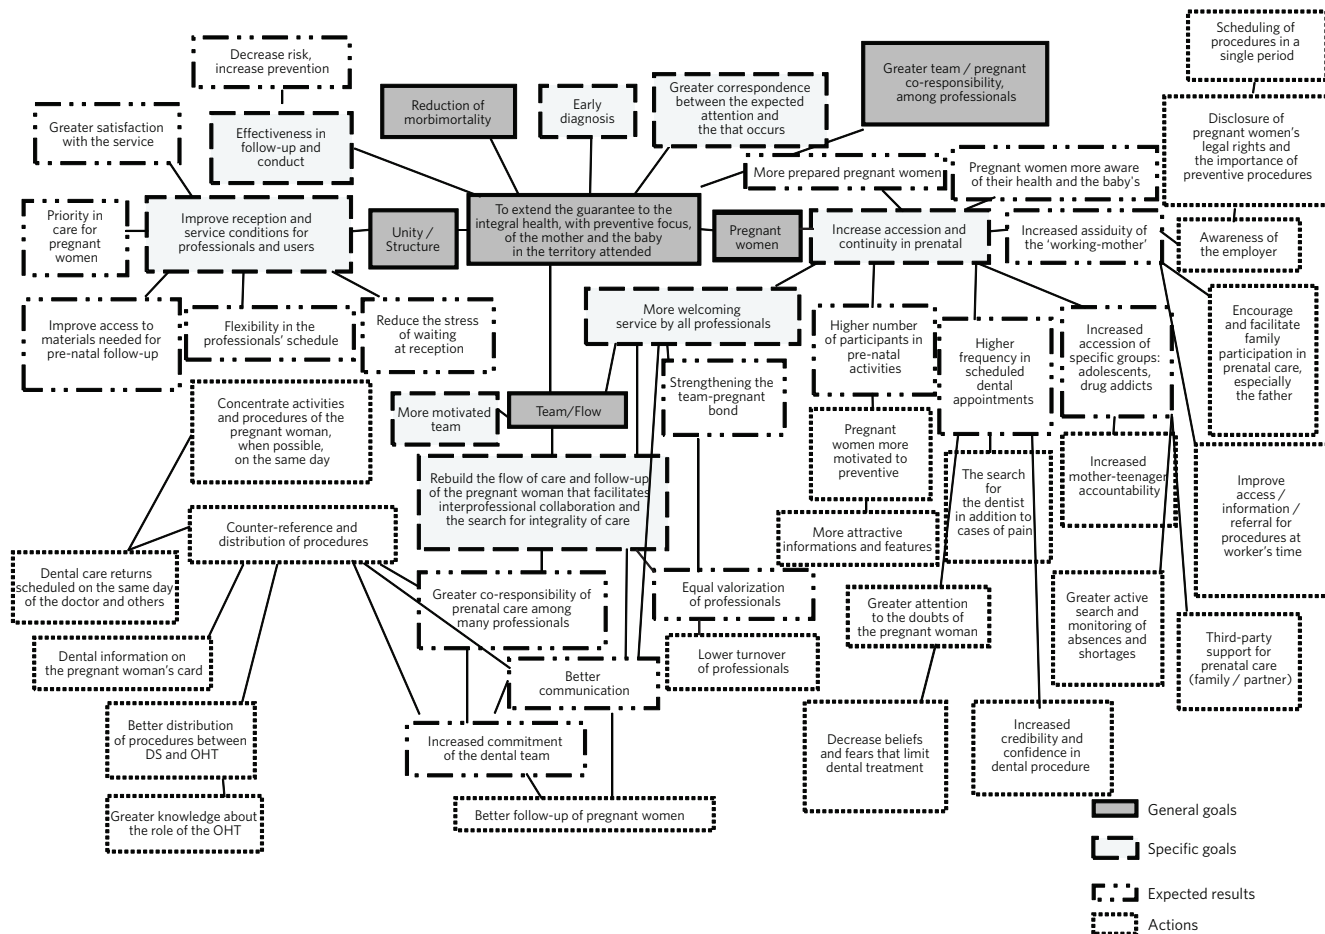 Scheduling of
procedures in a
single period
Decrease risk,
increase prevention
Greater team / pregnant
co-responsibility,
among professionals
Reduction of
morbimortality
Early
diagnosis
Greater correspondence
between the expected
attention and
the that occurs
Greater satisfaction
with the service
Effectiveness in
follow-up and
conduct
Disclosure of
pregnant women's
legal rights and
the importance of
preventive procedures
More prepared pregnant women
Pregnant women more aware
of their health and the baby's
Priority in
care for
pregnant
women
Improve reception and
service conditions for
professionals and users
Unity /
Structure
To extend the guarantee to the
integral health, with preventive focus,
of the mother and the baby
in the territory attended
Pregnant
women
Increase accession and
continuity in prenatal
Increased assiduity of
the 'working-mother'
Awareness of
the employer
Improve access to
materials needed for
pre-natal follow-up
Flexibility in the
professionals' schedule
Reduce the stress
of waiting
at reception
More welcoming
service by all professionals
Higher number
of participants in
pre-natal
activities
Higher
frequency in
scheduled
dental
appointments
Increased
accession of
specific groups:
adolescents,
drug addicts
Encourage
and facilitate
family
participation in
prenatal care,
especially
the father
Concentrate activities
and procedures of the
pregnant woman,
when possible,
on the same day
More motivated
team
Team/Flow
Strengthening the
team-pregnant
bond
Pregnant
women more
motivated to
preventive
The search
for
the dentist
in addition to
cases of pain
Increased
mother-teenager
accountability
Improve
access /
information /
referral for
procedures at
worker's time
Rebuild the flow of care and follow-up
of the pregnant woman that facilitates
interprofessional collaboration and
the search for integrality of care
Counter-reference and
distribution of procedures
More attractive
informations and features
Dental care returns
scheduled on the same day
of the doctor and others
Greater co-responsibility of
prenatal care among
many professionals
Equal valorization
of professionals
Greater attention
to the doubts of
the pregnant woman
Greater active
search and
monitoring of
absences and
shortages
Third-party
support for
prenatal care
(family / partner)
Dental information on
the pregnant woman's card
Better
communication
Lower turnover
of professionals
Better distribution
of procedures between
DS and OHT
Increased commitment
of the dental team
Decrease beliefs
and fears that limit
dental treatment
Increased
credibility and
confidence in
dental procedure
Greater knowledge about
the role of the OHT
Better follow-up of pregnant women
General goals
Specific goals
Expected results
Actions